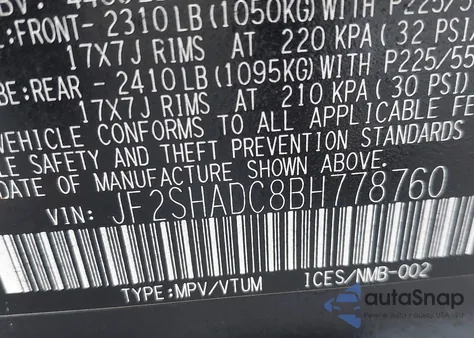 :FRONT- 2310 LB (1050KG) WITH P225/5
17X7J RIMS AT 220 KPA (32 PSI
BE:REAR - 2410 LB (1095KG) WITH P225/55
17X7J RIMS AT 210 KPA (30 PSI)
VEHICLE CONFORMS TO ALL APPLICABLE FE
LE SAFETY AND THEFT PREVENTION STANDARDS
DATE OF MANUFACTURE SHOWN ABOVE.
VIN: JF2SHADC8BH778760
TYPE:MPV/VTUM ICES/NMB-002
autoSnap